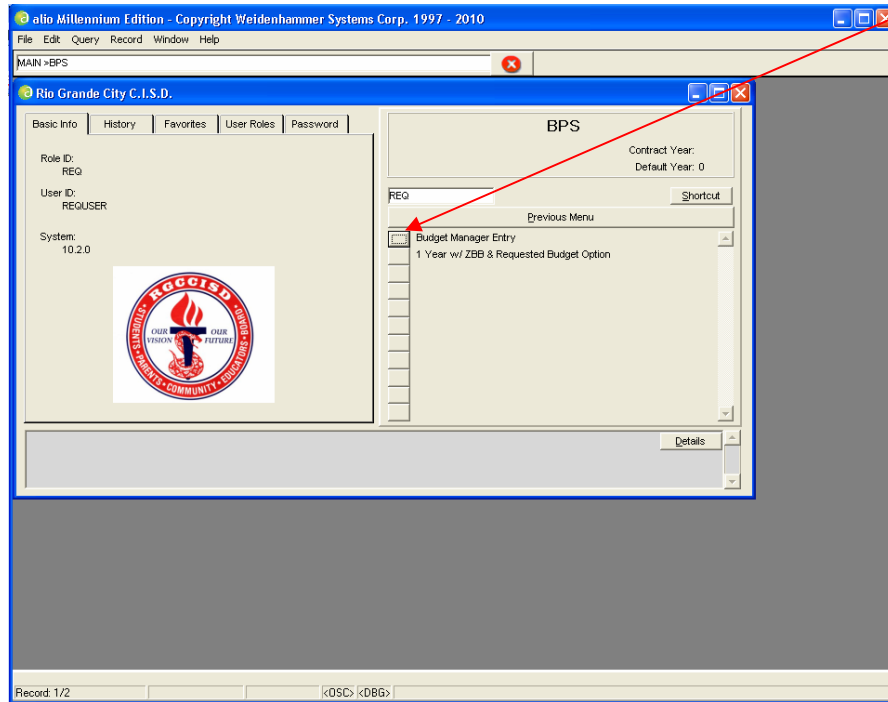 alio Millennium Edition - Copyright Weidenhammer Systems Corp. 1997 - 2010
File Edit Query Record Window Help
MAIN >BPS
Rio Grande City C.I.S.D.
Basic Info History Favorites User Roles Password
Role ID:
REQ
User ID:
REQUSER
System:
10.2.0
RGCCISD
STUDENTS · PARENTS · COMMUNITY · EDUCATORS · BOARD
OUR VISION
OUR FUTURE
BPS
Contract Year:
Default Year: 0
REQ
Shortcut
Previous Menu
Budget Manager Entry
1 Year w/ ZBB & Requested Budget Option
Details
Record: 1/2
<OSC> <DBG>